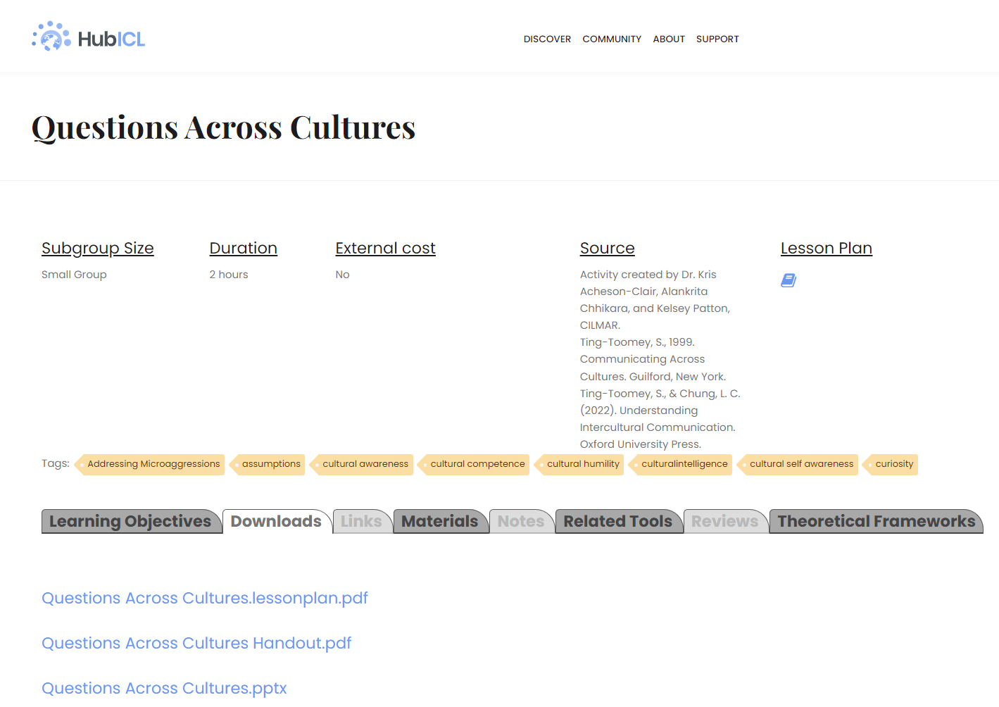 HubICL
DISCOVER COMMUNITY ABOUT SUPPORT
Questions Across Cultures
Subgroup Size
Small Group
Duration
2 hours
External cost
No
Source
Activity created by Dr. Kris
Acheson-Clair, Alankrita
Chhikara, and Kelsey Patton,
CILMAR.
Ting-Toomey, S., 1999.
Communicating Across
Cultures. Guilford, New York.
Ting-Toomey, S., & Chung, L. C.
(2022). Understanding
Intercultural Communication.
Oxford University Press.
Lesson Plan
Tags: Addressing Microaggressions assumptions cultural awareness cultural competence cultural humility culturalintelligence cultural self awareness curiosity
Learning Objectives Downloads Links Materials Notes Related Tools Reviews Theoretical Frameworks
Questions Across Cultures.lessonplan.pdf
Questions Across Cultures Handout.pdf
Questions Across Cultures.pptx